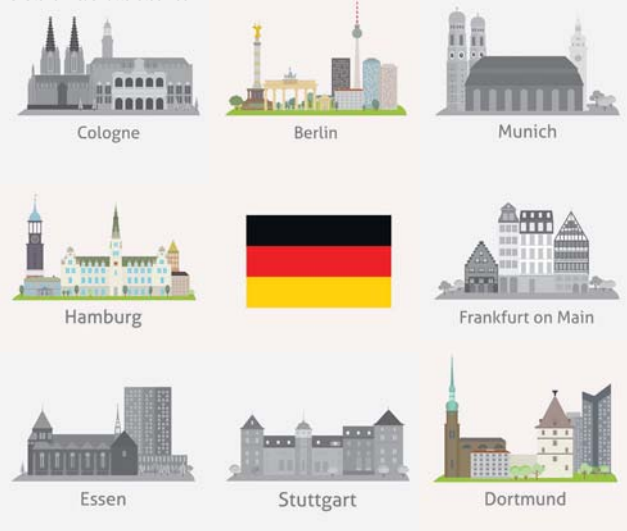 Cologne
Berlin
Munich
Hamburg
Frankfurt on Main
Essen
Stuttgart
Dortmund